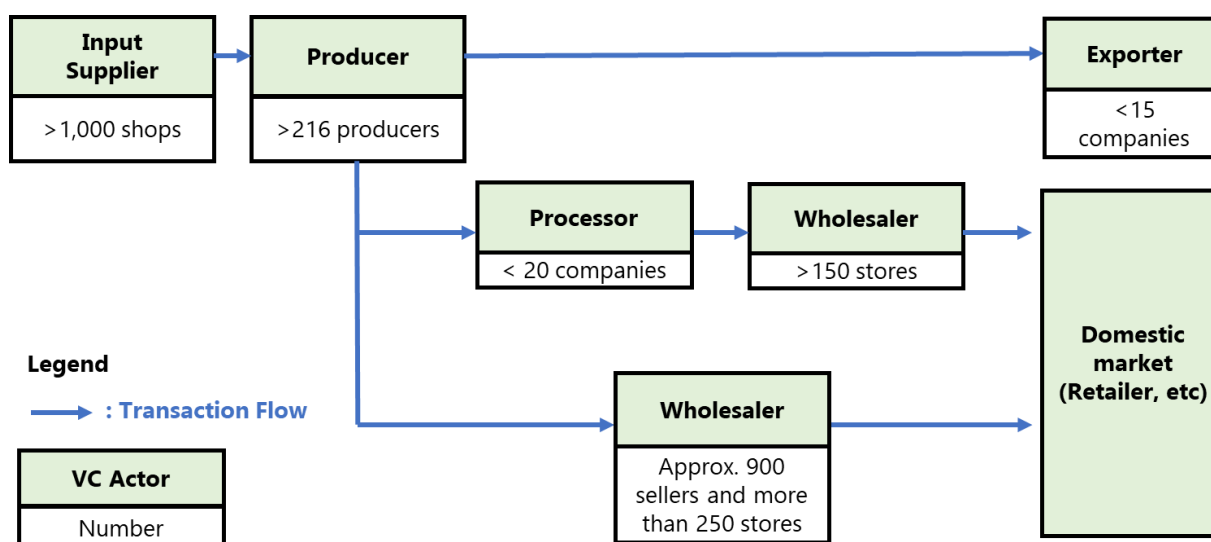 Input
Supplier
>1,000 shops
Producer
>216 producers
Exporter
<15
companies
Processor
< 20 companies
Wholesaler
>150 stores
Domestic
market
(Retailer, etc)
Wholesaler
Approx. 900
sellers and more
than 250 stores
Legend
: Transaction Flow
VC Actor
Number